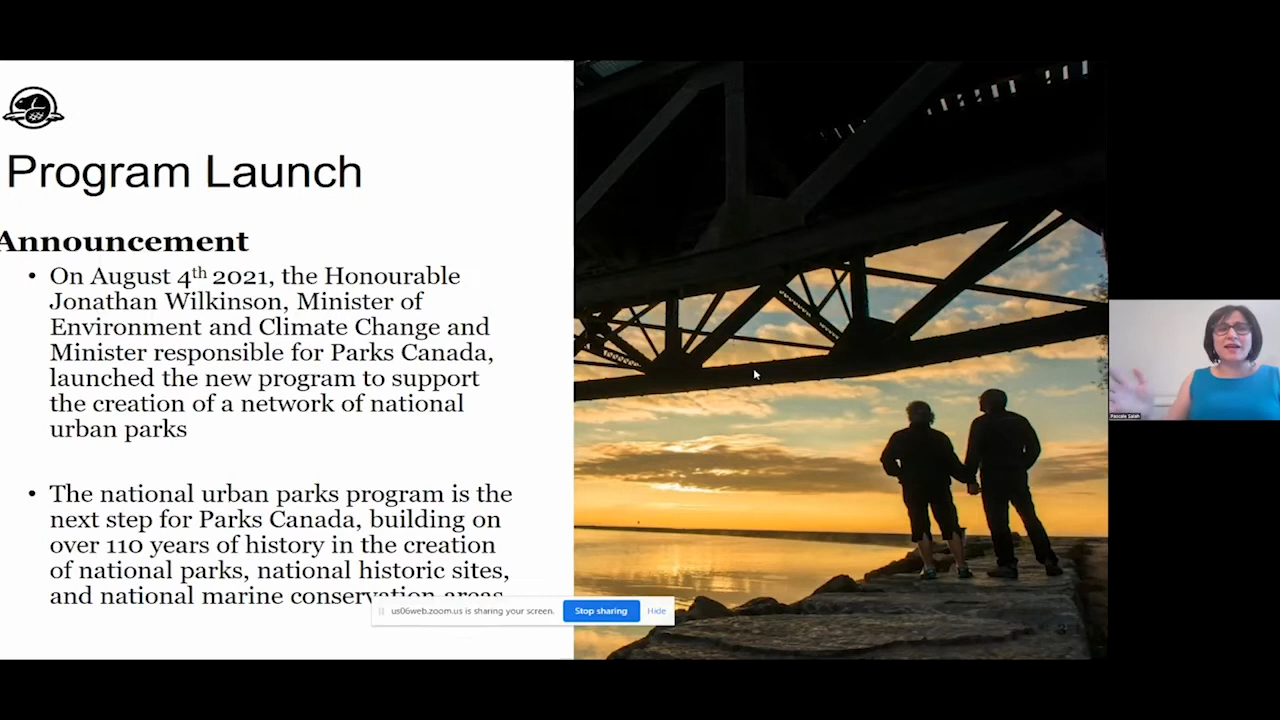 Program Launch
Announcement
• On August 4th 2021, the Honourable
Jonathan Wilkinson, Minister of
Environment and Climate Change and
Minister responsible for Parks Canada,
launched the new program to support
the creation of a network of national
urban parks
• The national urban parks program is the
next step for Parks Canada, building on
over 110 years of history in the creation
of national parks, national historic sites,
and national marine conservation areas
us06web.zoom.us is sharing your screen.
Stop sharing
Hide
Pascale Salah